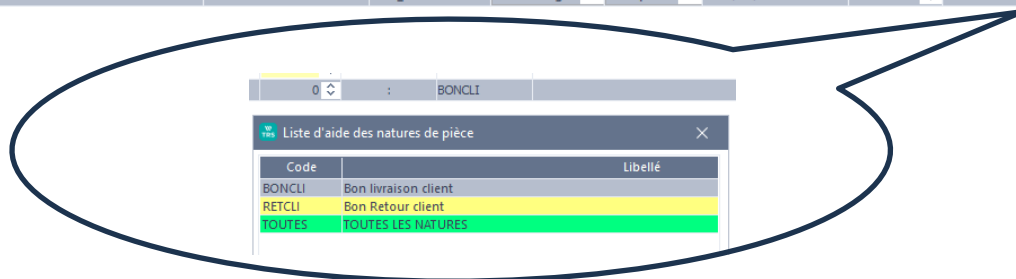 0 : BONCLI
TRS Liste d'aide des natures de pièce
Code Libellé
BONCLI Bon livraison client
RETCLI Bon Retour client
TOUTES TOUTES LES NATURES